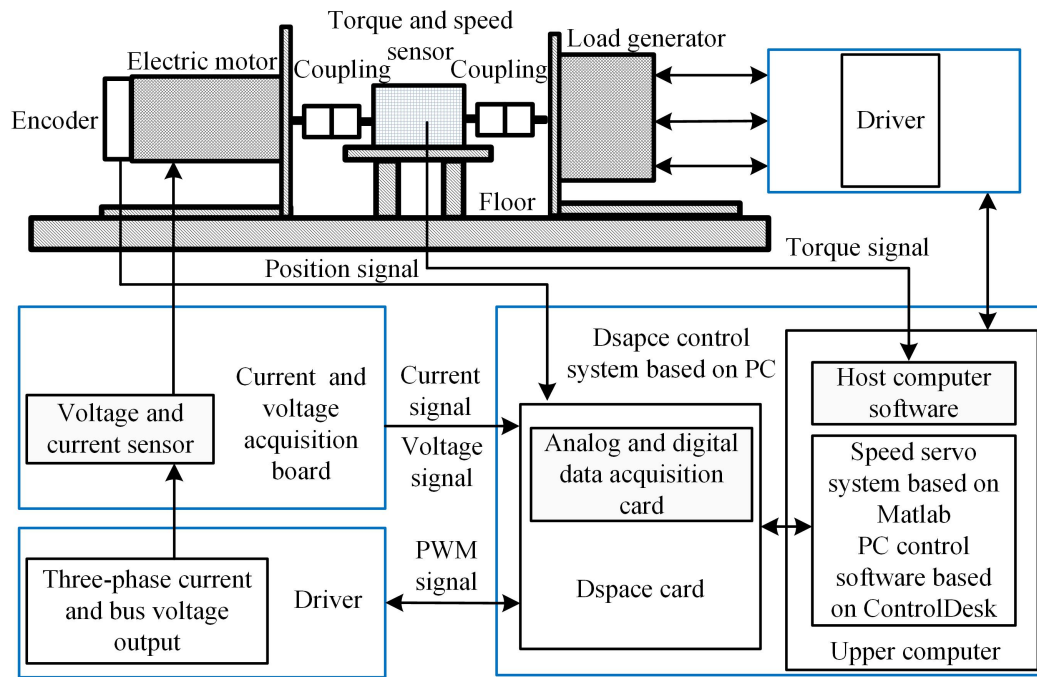 Torque and speed
sensor
Load generator
Electric motor
Coupling
Coupling
Encoder
Driver
Floor
Position signal
Torque signal
Dsapce control
system based on PC
Current and
voltage
acquisition
board
Current
signal
Voltage
signal
Voltage and
current sensor
Host computer
software
Analog and digital
data acquisition
card
Speed servo
system based on
Matlab
PC control
software based
on ControlDesk
PWM
signal
Three-phase current
and bus voltage
output
Driver
Dspace card
Upper computer